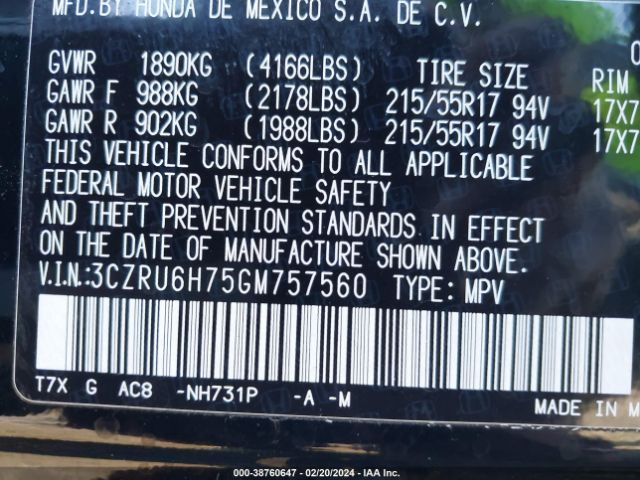 MFD.BY HONDA DE MEXICO S.A. DE C.V.
GVWR 1890KG (4166LBS) TIRE SIZE RIM
GAWR F 988KG (2178LBS) 215/55R17 94V 17X7
GAWR R 902KG (1988LBS) 215/55R17 94V 17X7
THIS VEHICLE CONFORMS TO ALL APPLICABLE
FEDERAL MOTOR VEHICLE SAFETY
AND THEFT PREVENTION STANDARDS IN EFFECT
ON THE DATE OF MANUFACTURE SHOWN ABOVE.
V.I.N.:3CZRU6H75GM757560 TYPE: MPV
T7X G AC8 -NH731P -A -M
MADE IN M
000-38760647 - 02/20/2024 - IAA Inc.